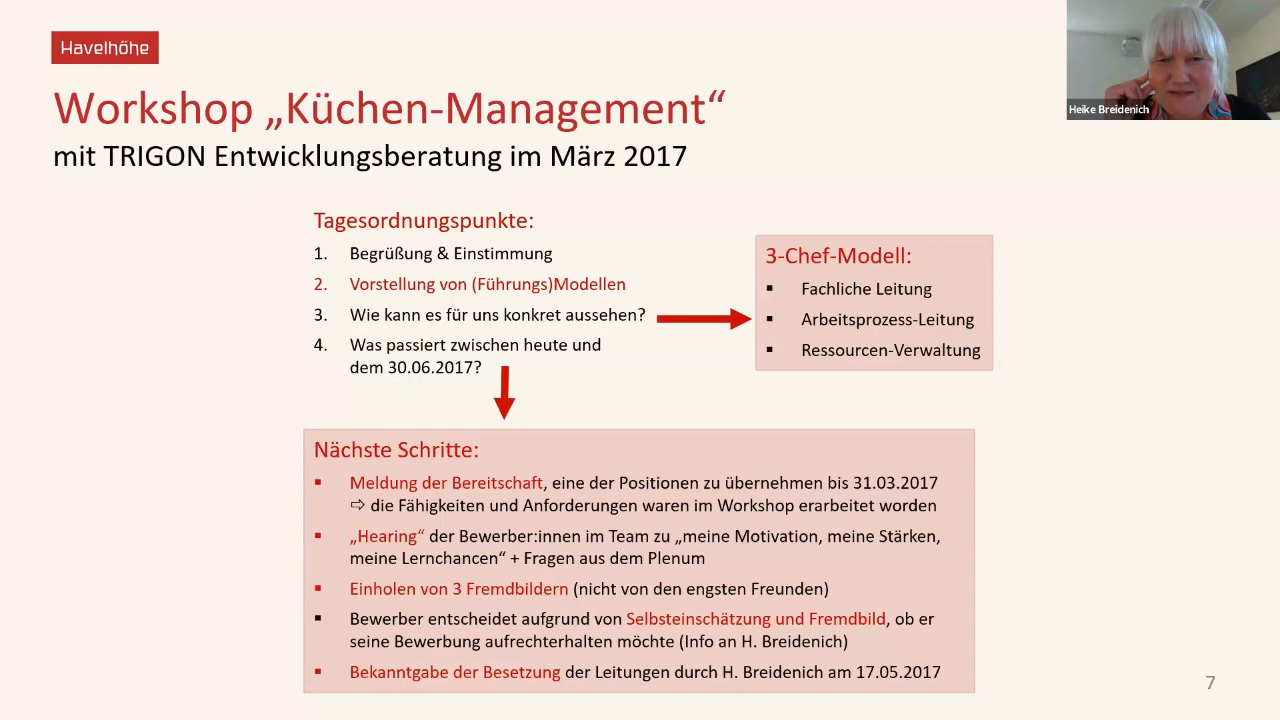 Havelhöhe
Heike Breidenich
Workshop „Küchen-Management“
mit TRIGON Entwicklungsberatung im März 2017
Tagesordnungspunkte:
1. Begrüßung & Einstimmung
2. Vorstellung von (Führungs)Modellen
3. Wie kann es für uns konkret aussehen?
4. Was passiert zwischen heute und
dem 30.06.2017?
3-Chef-Modell:
▪ Fachliche Leitung
▪ Arbeitsprozess-Leitung
▪ Ressourcen-Verwaltung
Nächste Schritte:
▪ Meldung der Bereitschaft, eine der Positionen zu übernehmen bis 31.03.2017
⇨ die Fähigkeiten und Anforderungen waren im Workshop erarbeitet worden
▪ „Hearing“ der Bewerber:innen im Team zu „meine Motivation, meine Stärken,
meine Lernchancen“ + Fragen aus dem Plenum
▪ Einholen von 3 Fremdbildern (nicht von den engsten Freunden)
▪ Bewerber entscheidet aufgrund von Selbsteinschätzung und Fremdbild, ob er
seine Bewerbung aufrechterhalten möchte (Info an H. Breidenich)
▪ Bekanntgabe der Besetzung der Leitungen durch H. Breidenich am 17.05.2017
7